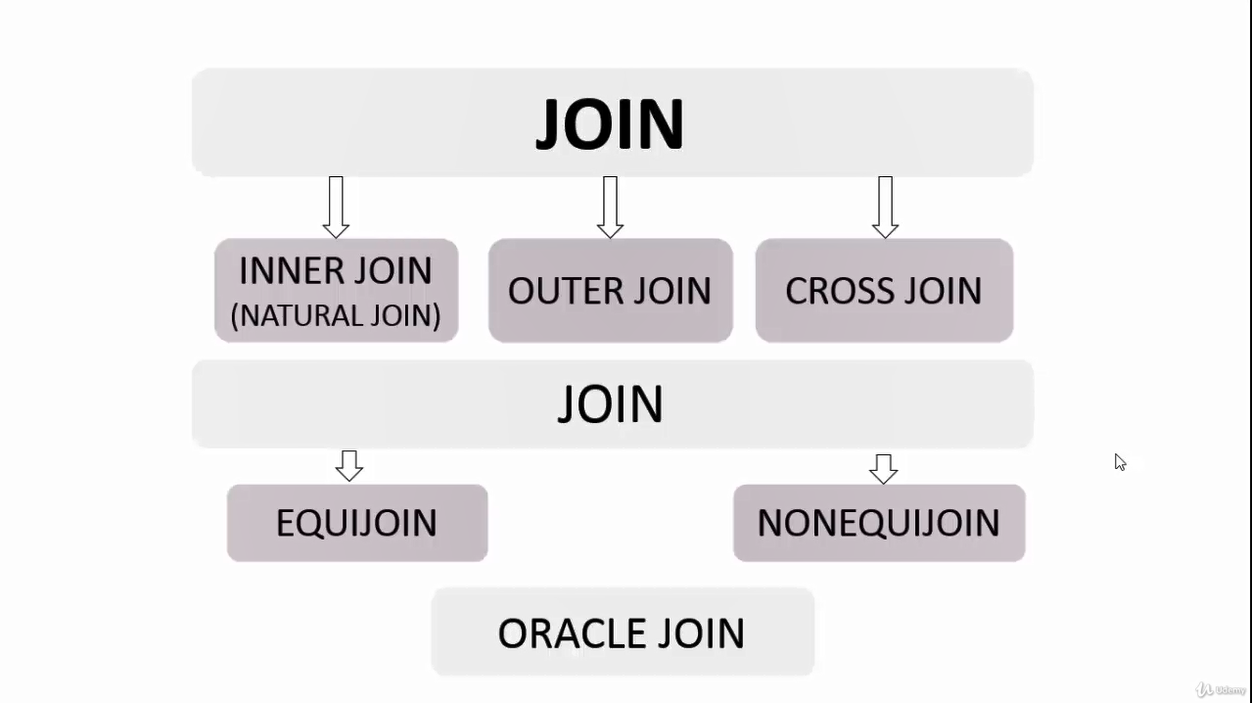 JOIN
INNER JOIN
(NATURAL JOIN)
OUTER JOIN
CROSS JOIN
JOIN
EQUIJOIN
NONEQUIJOIN
ORACLE JOIN
Udemy